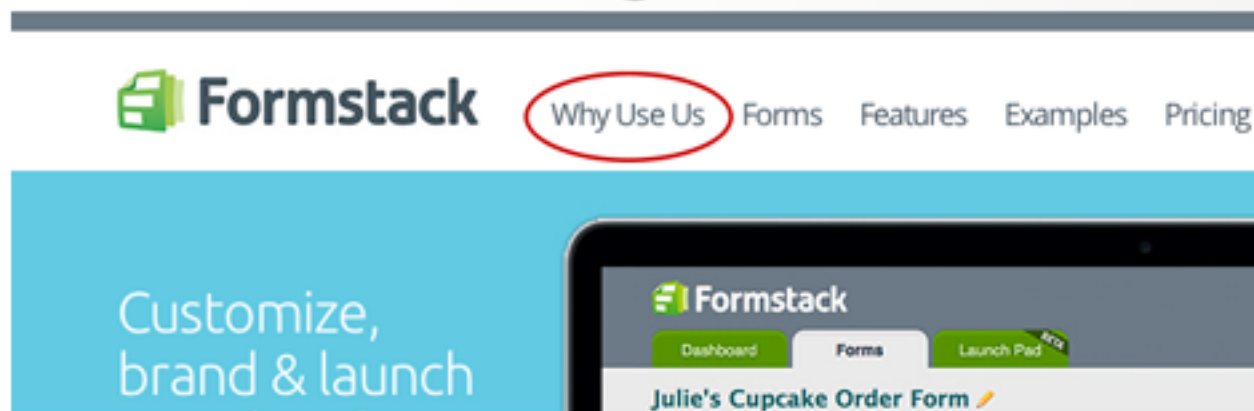 Formstack
Why Use Us Forms Features Examples Pricing
Customize,
brand & launch
Formstack
Dashboard Forms Launch Pad BETA
Julie's Cupcake Order Form